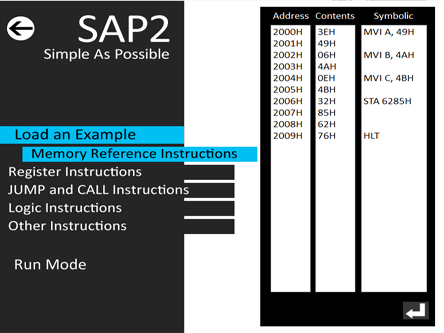 SAP2
Simple As Possible
Load an Example
Memory Reference Instructions
Register Instructions
JUMP and CALL Instructions
Logic Instructions
Other Instructions
Run Mode
Address Contents Symbolic
2000H 3EH MVI A, 49H
2001H 49H
2002H 06H MVI B, 4AH
2003H 4AH
2004H 0EH MVI C, 4BH
2005H 4BH
2006H 32H STA 6285H
2007H 85H
2008H 62H
2009H 76H HLT